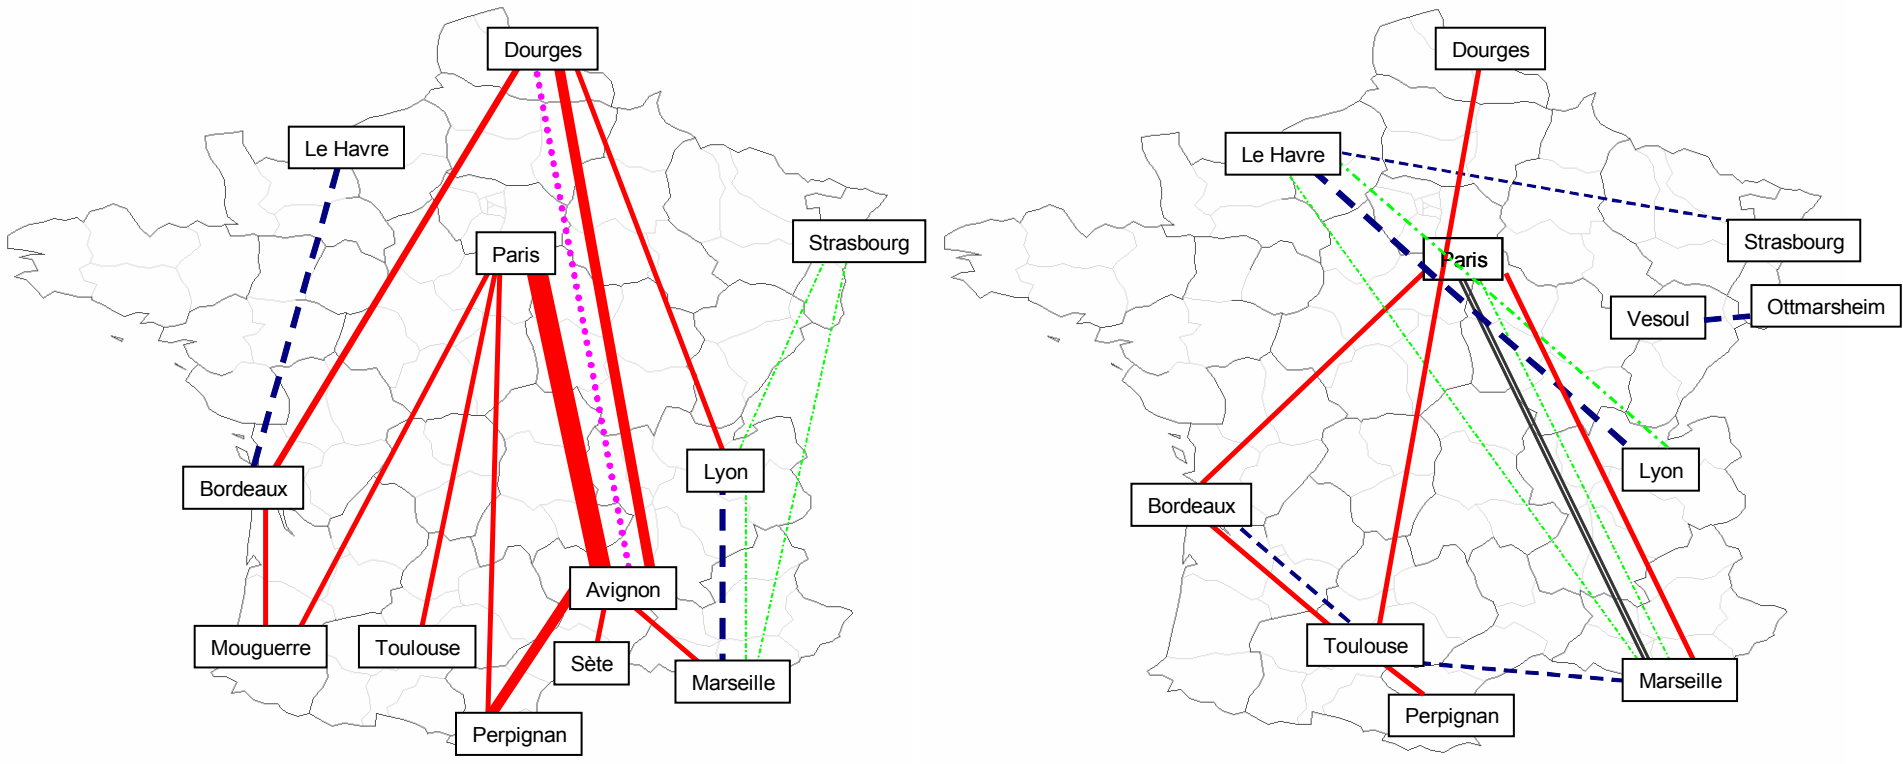 Dourges
Le Havre
Strasbourg
Paris
Lyon
Bordeaux
Avignon
Mouguerre
Toulouse
Sète
Marseille
Perpignan
Dourges
Le Havre
Strasbourg
Paris
Ottmarsheim
Vesoul
Lyon
Bordeaux
Toulouse
Marseille
Perpignan